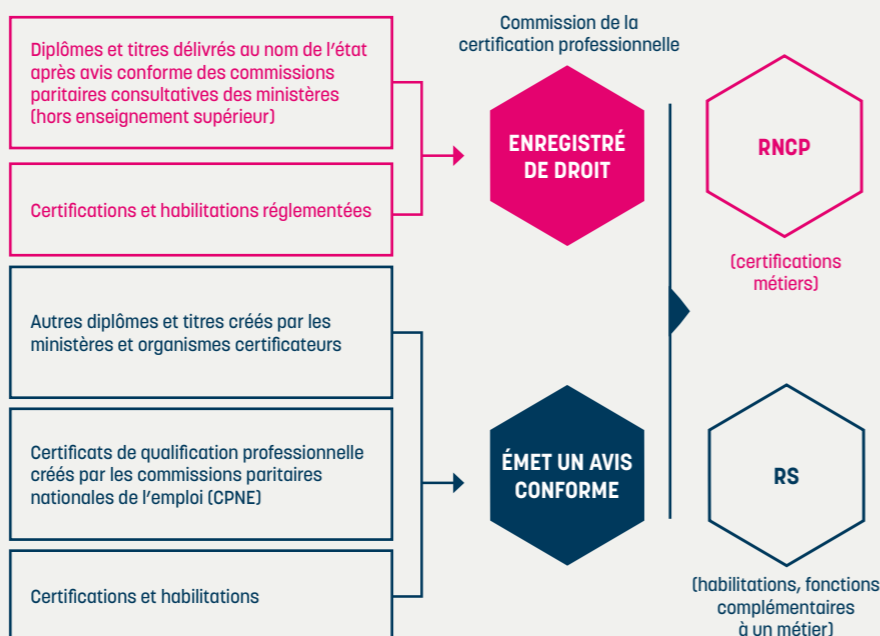 Diplômes et titres délivrés au nom de l'état
après avis conforme des commissions
paritaires consultatives des ministères
(hors enseignement supérieur)
Certifications et habilitations réglementées
Autres diplômes et titres créés par les
ministères et organismes certificateurs
Certificats de qualification professionnelle
créés par les commissions paritaires
nationales de l'emploi (CPNE)
Certifications et habilitations
Commission de la
certification professionnelle
ENREGISTRÉ
DE DROIT
ÉMET UN AVIS
CONFORME
RNCP
(certifications
métiers)
RS
(habilitations, fonctions
complémentaires
à un métier)